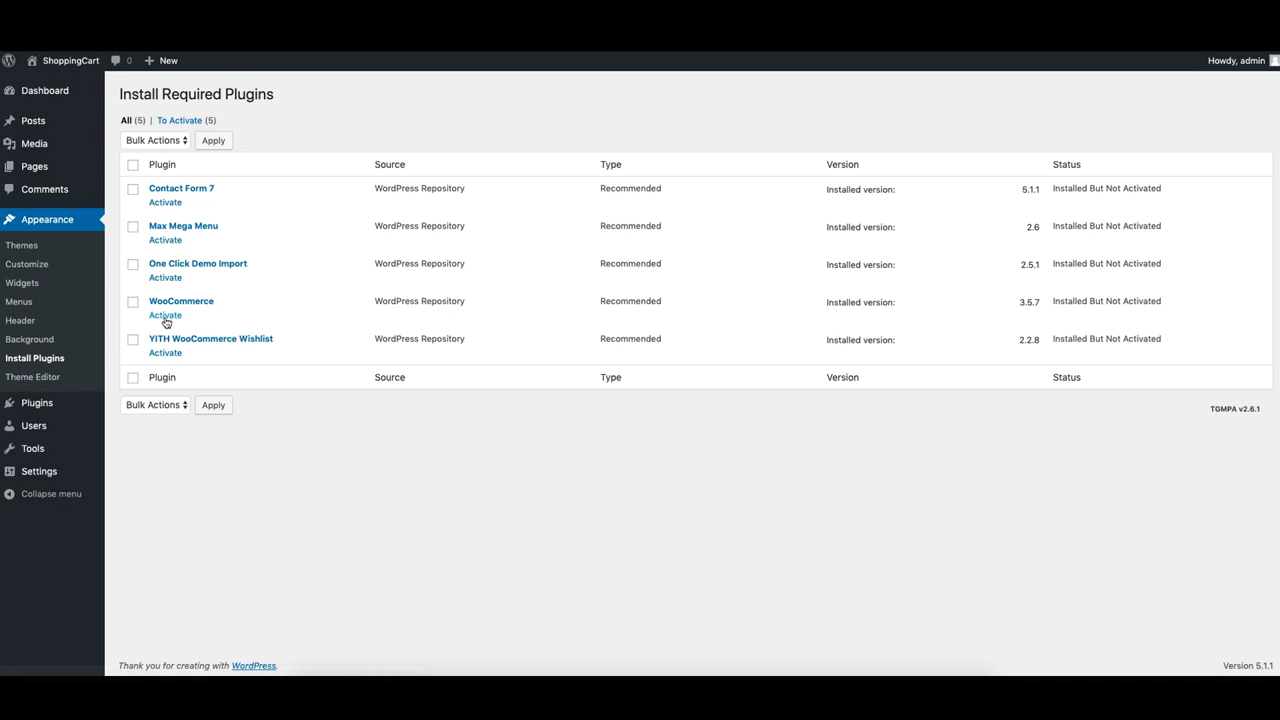 ShoppingCart 0 New Howdy, admin
Dashboard
Posts
Media
Pages
Comments
Appearance
Themes
Customize
Widgets
Menus
Header
Background
Install Plugins
Theme Editor
Plugins
Users
Tools
Settings
Collapse menu
Install Required Plugins
All (5) | To Activate (5)
Bulk Actions Apply
Plugin Source Type Version Status
Contact Form 7 WordPress Repository Recommended Installed version: 5.1.1 Installed But Not Activated
Activate
Max Mega Menu WordPress Repository Recommended Installed version: 2.6 Installed But Not Activated
Activate
One Click Demo Import WordPress Repository Recommended Installed version: 2.5.1 Installed But Not Activated
Activate
WooCommerce WordPress Repository Recommended Installed version: 3.5.7 Installed But Not Activated
Activate
YITH WooCommerce Wishlist WordPress Repository Recommended Installed version: 2.2.8 Installed But Not Activated
Activate
Plugin Source Type Version Status
Bulk Actions Apply
TGMPA v2.6.1
Thank you for creating with WordPress. Version 5.1.1